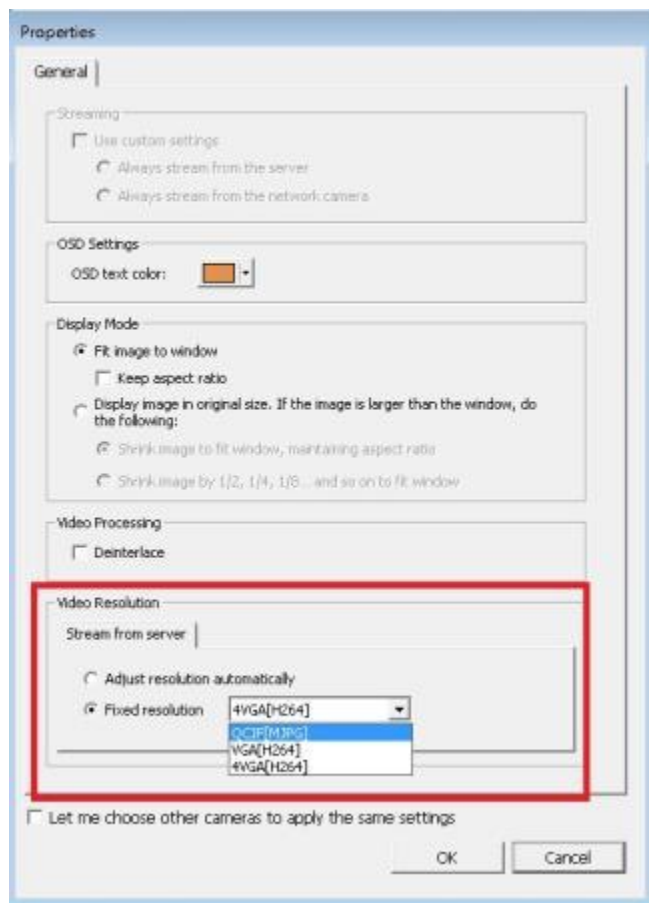 Properties
General
Streaming
Use custom settings
Always stream from the server
Always stream from the network camera
OSD Settings
OSD text color:
Display Mode
Fit image to window
Keep aspect ratio
Display image in original size. If the image is larger than the window, do
the following:
Shrink image to fit window, maintaining aspect ratio
Shrink image by 1/2, 1/4, 1/8... and so on to fit window
Video Processing
Deinterlace
Video Resolution
Stream from server
Adjust resolution automatically
Fixed resolution 4VGA[H264]
QCIF[MJPG]
VGA[H264]
4VGA[H264]
Let me choose other cameras to apply the same settings
OK Cancel